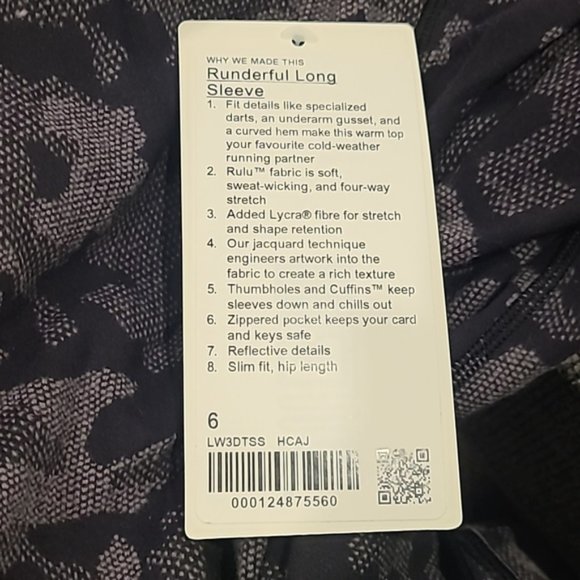 WHY WE MADE THIS
Runderful Long
Sleeve
1. Fit details like specialized
darts, an underarm gusset, and
a curved hem make this warm top
your favourite cold-weather
running partner
2. Rulu™ fabric is soft,
sweat-wicking, and four-way
stretch
3. Added Lycra® fibre for stretch
and shape retention
4. Our jacquard technique
engineers artwork into the
fabric to create a rich texture
5. Thumbholes and Cuffins™ keep
sleeves down and chills out
6. Zippered pocket keeps your card
and keys safe
7. Reflective details
8. Slim fit, hip length
6
LW3DTSS HCAJ
000124875560